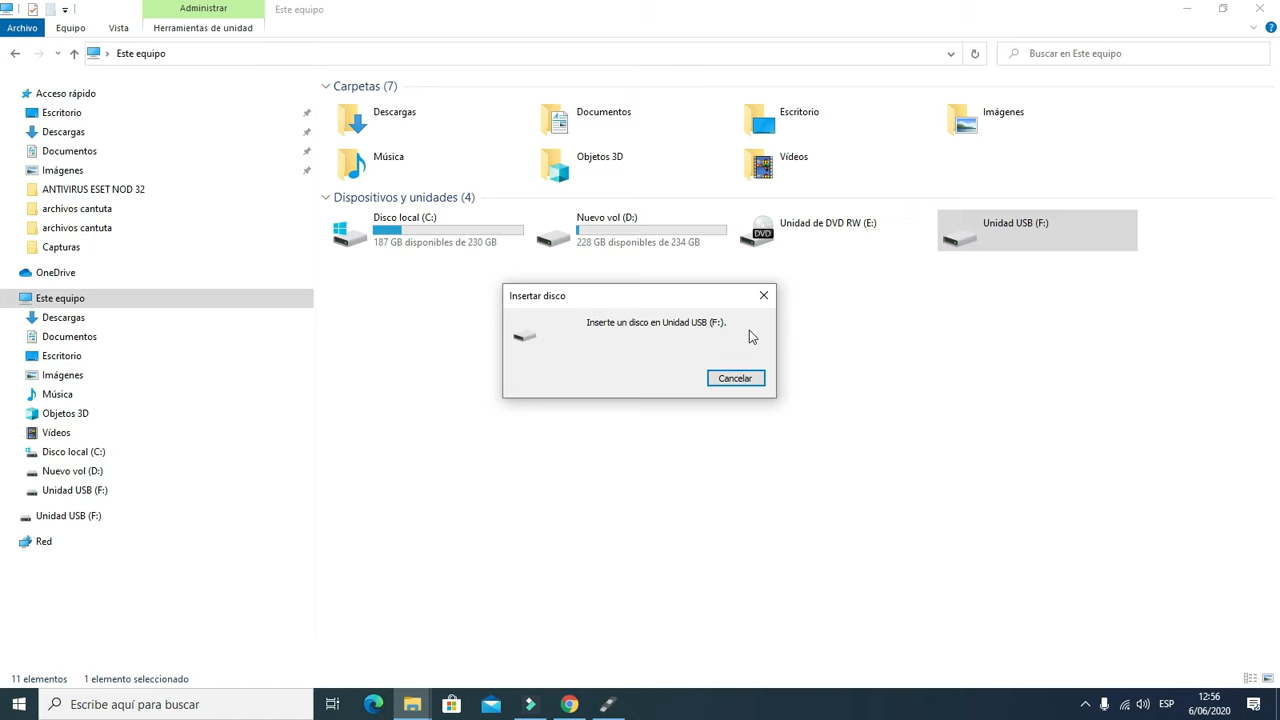 Administrar
Este equipo
Archivo
Equipo
Vista
Herramientas de unidad
Este equipo
Buscar en Este equipo
Acceso rápido
Escritorio
Descargas
Documentos
Imágenes
ANTIVIRUS ESET NOD 32
archivos cantuta
archivos cantuta
Capturas
OneDrive
Este equipo
Descargas
Documentos
Escritorio
Imágenes
Música
Objetos 3D
Vídeos
Disco local (C:)
Nuevo vol (D:)
Unidad USB (F:)
Unidad USB (F:)
Red
Carpetas (7)
Descargas
Documentos
Escritorio
Imágenes
Música
Objetos 3D
Vídeos
Dispositivos y unidades (4)
Disco local (C:)
187 GB disponibles de 230 GB
Nuevo vol (D:)
228 GB disponibles de 234 GB
DVD
Unidad de DVD RW (E:)
Unidad USB (F:)
Insertar disco
Inserte un disco en Unidad USB (F:).
Cancelar
11 elementos
1 elemento seleccionado
Escribe aquí para buscar
ESP
12:56
6/06/2020